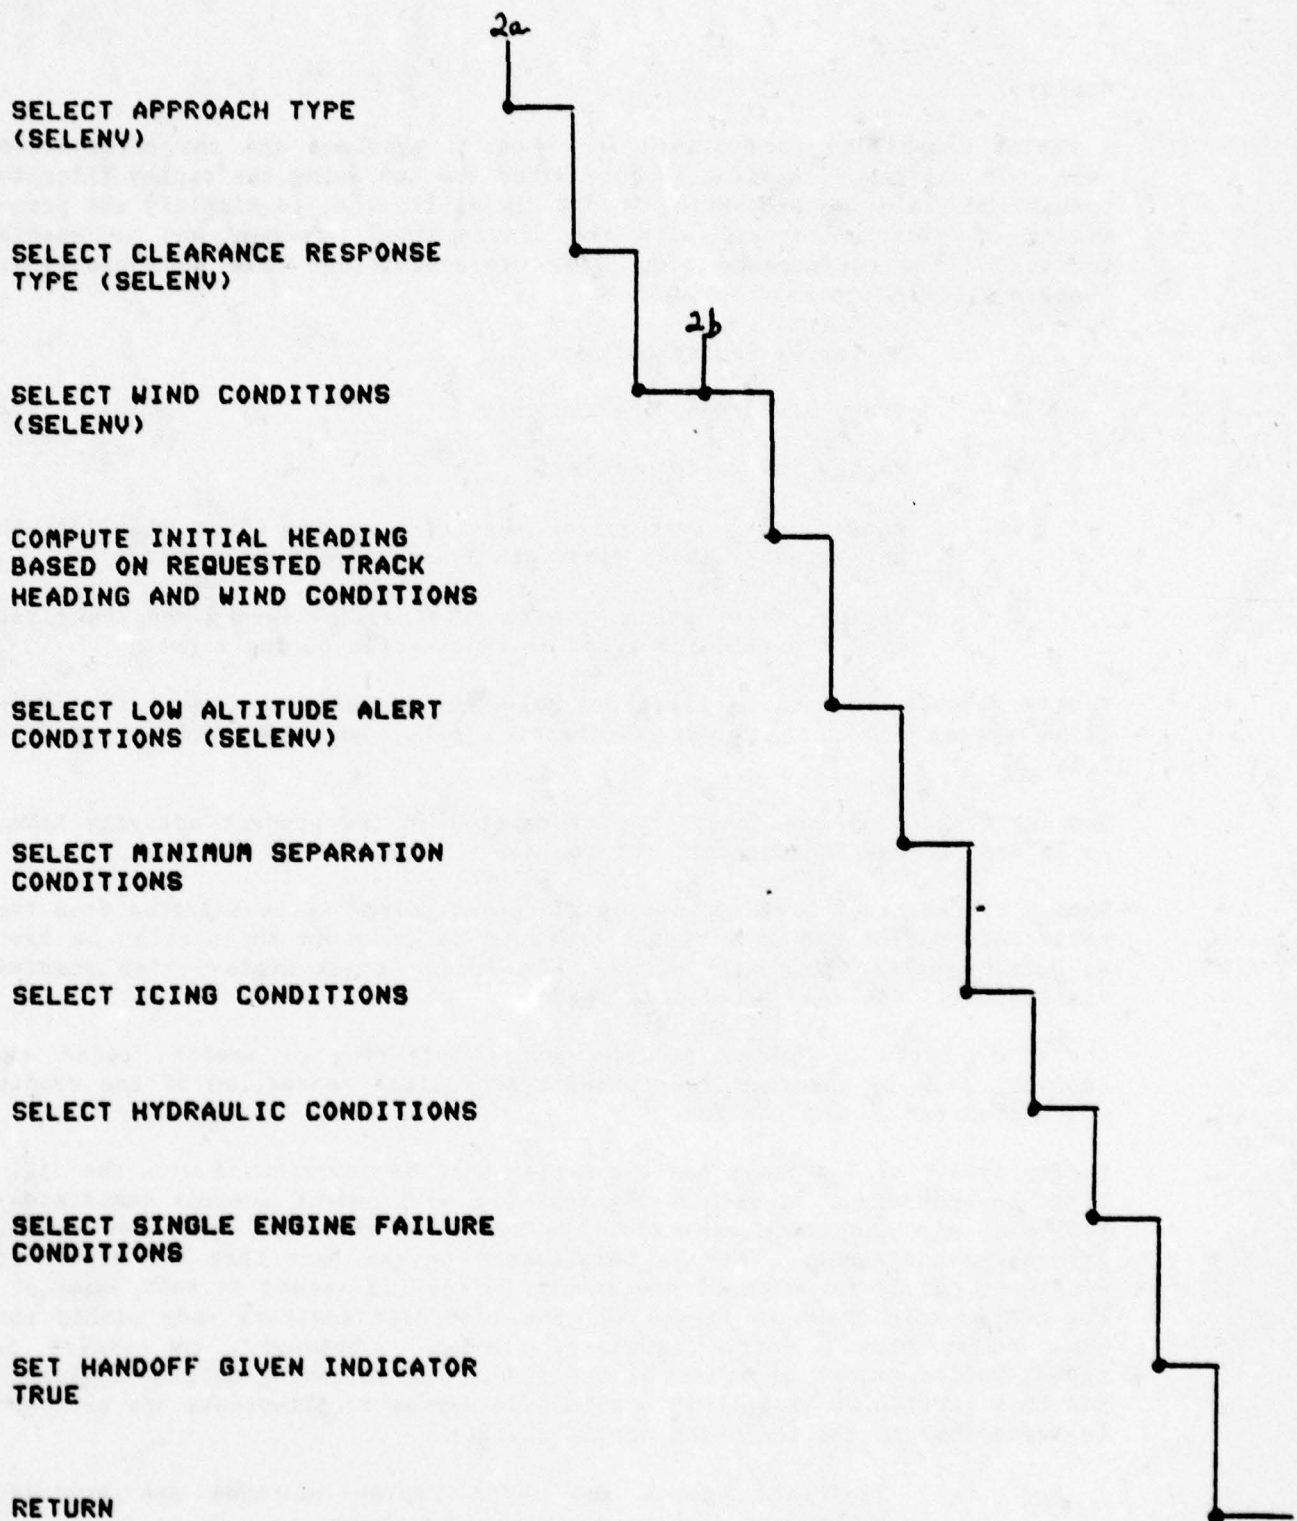 2a
SELECT APPROACH TYPE
(SELENV)
SELECT CLEARANCE RESPONSE
TYPE (SELENV)
2b
SELECT WIND CONDITIONS
(SELENV)
COMPUTE INITIAL HEADING
BASED ON REQUESTED TRACK
HEADING AND WIND CONDITIONS
SELECT LOW ALTITUDE ALERT
CONDITIONS (SELENV)
SELECT MINIMUM SEPARATION
CONDITIONS
SELECT ICING CONDITIONS
SELECT HYDRAULIC CONDITIONS
SELECT SINGLE ENGINE FAILURE
CONDITIONS
SET HANDOFF GIVEN INDICATOR
TRUE
RETURN